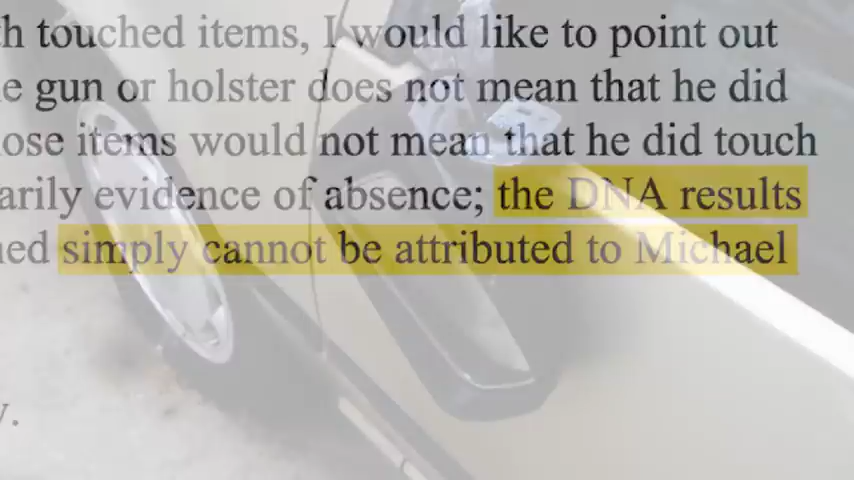 th touched items, I would like to point out
e gun or holster does not mean that he did
ose items would not mean that he did touch
arily evidence of absence; the DNA results
ned simply cannot be attributed to Michael
y.